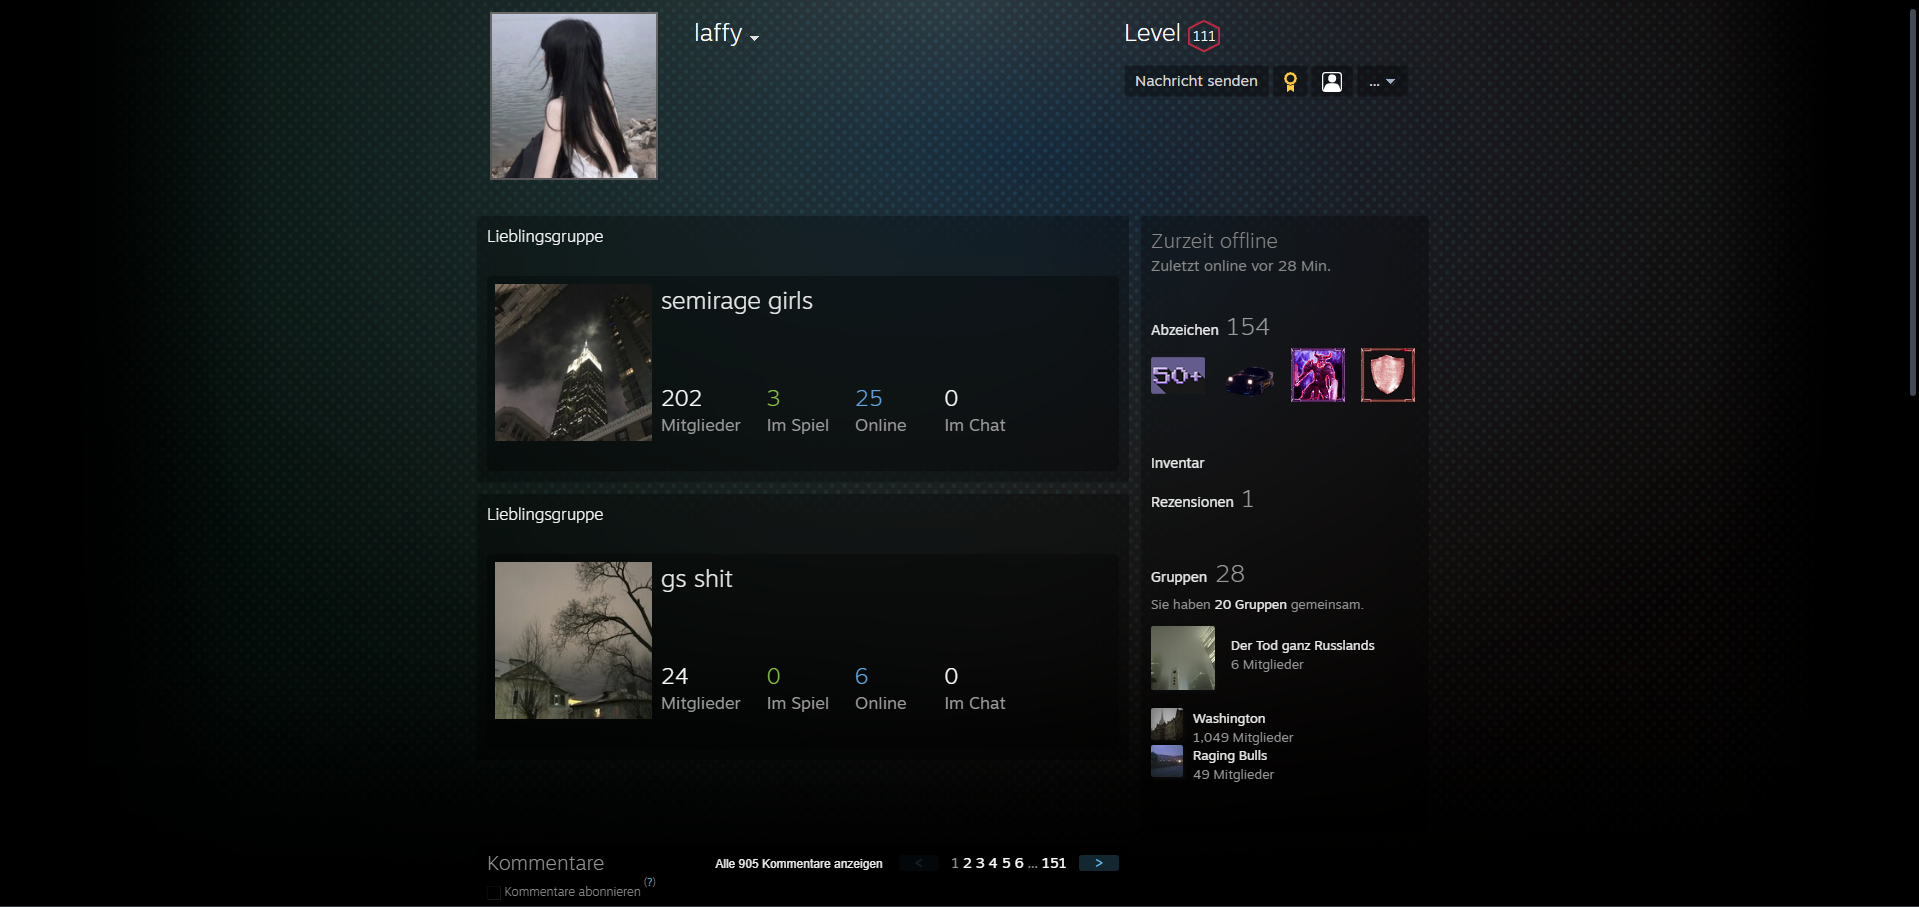 laffy
Level 111
Nachricht senden
...
Lieblingsgruppe
semirage girls
202 3 25 0
Mitglieder Im Spiel Online Im Chat
Lieblingsgruppe
gs shit
24 0 6 0
Mitglieder Im Spiel Online Im Chat
Zurzeit offline
Zuletzt online vor 28 Min.
Abzeichen 154
50+
Inventar
Rezensionen 1
Gruppen 28
Sie haben 20 Gruppen gemeinsam.
Der Tod ganz Russlands
6 Mitglieder
Washington
1,049 Mitglieder
Raging Bulls
49 Mitglieder
Kommentare
Alle 905 Kommentare anzeigen < 1 2 3 4 5 6 ... 151 >
Kommentare abonnieren (?)